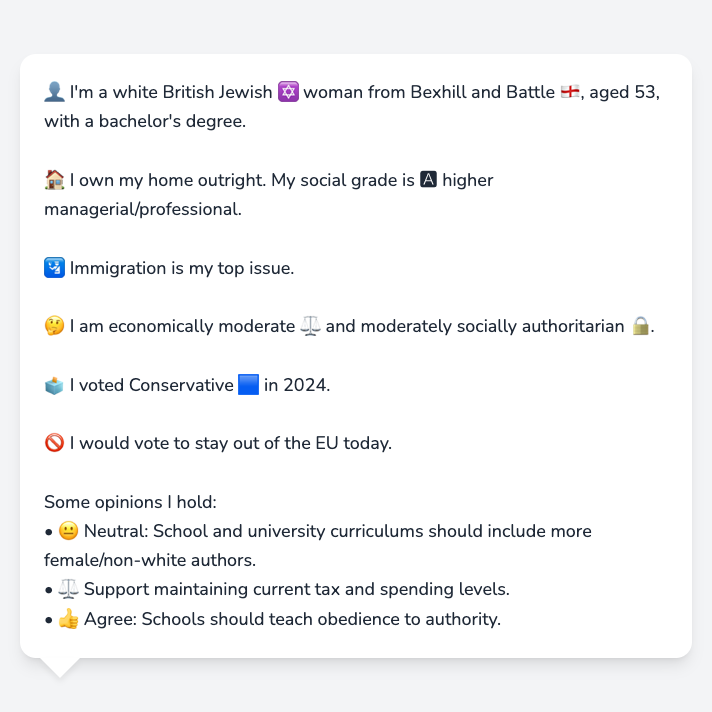 👤 I'm a white British Jewish ✡️ woman from Bexhill and Battle 🏴󠁧󠁢󠁥󠁮󠁧󠁿, aged 53,
with a bachelor's degree.
🏠 I own my home outright. My social grade is 🅰️ higher
managerial/professional.
🛂 Immigration is my top issue.
🤔 I am economically moderate ⚖️ and moderately socially authoritarian 🔒.
🗳️ I voted Conservative 🟦 in 2024.
🚫 I would vote to stay out of the EU today.
Some opinions I hold:
• 😐 Neutral: School and university curriculums should include more
female/non-white authors.
• ⚖️ Support maintaining current tax and spending levels.
• 👍 Agree: Schools should teach obedience to authority.